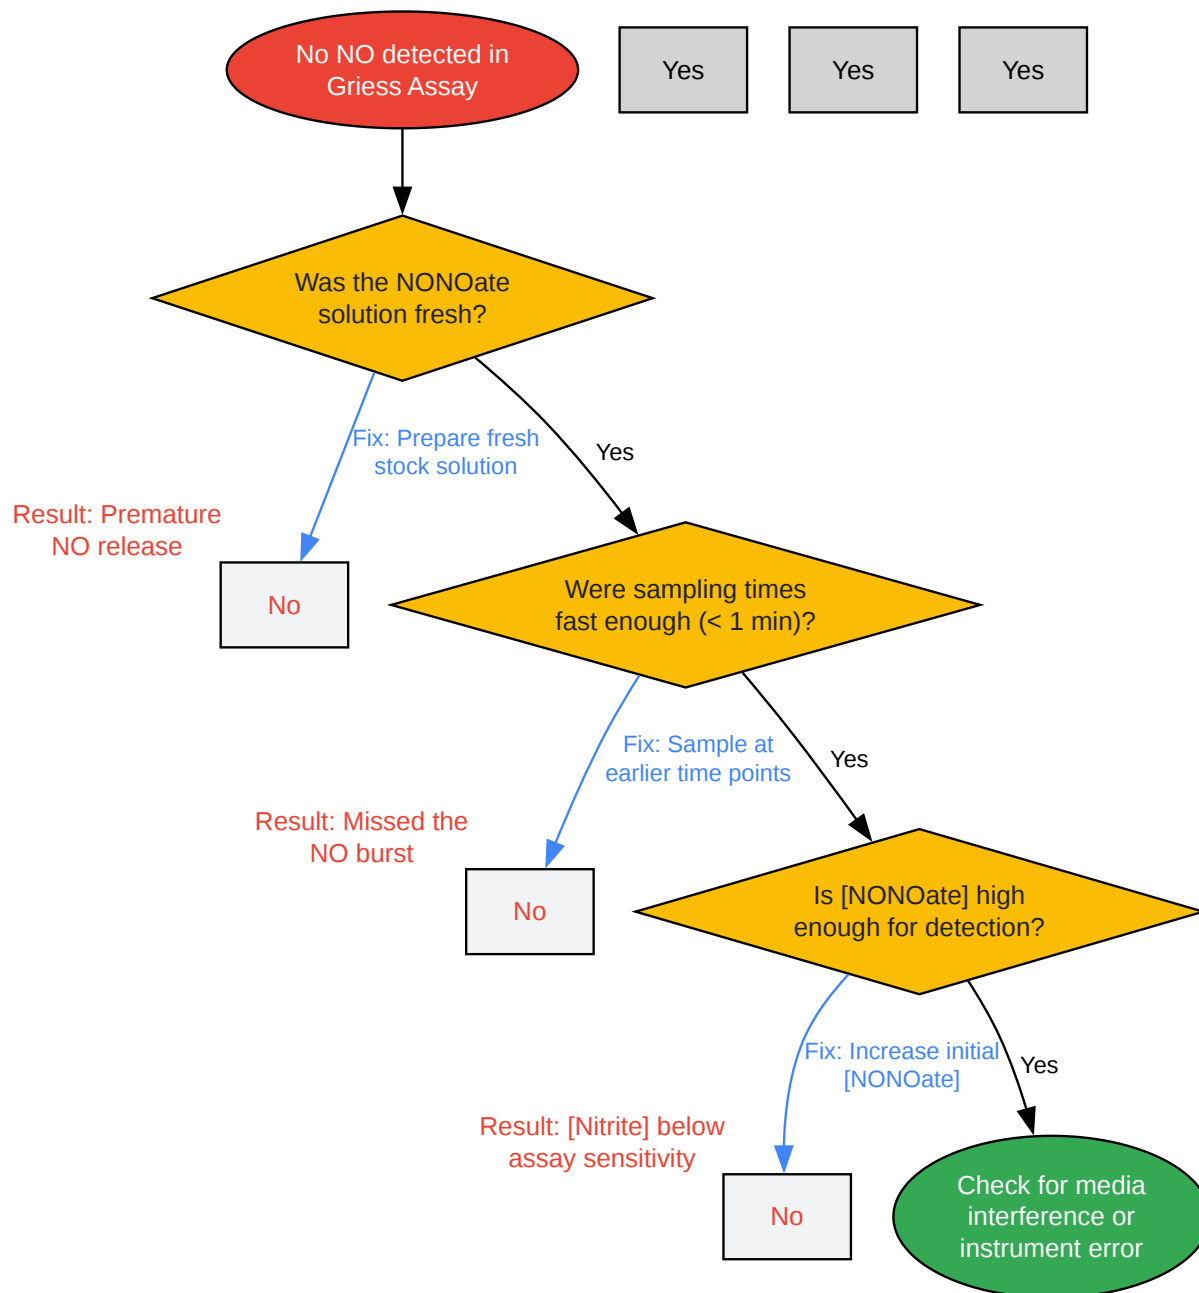 No NO detected in
Griess Assay
Yes
Yes
Yes
Was the NONOate
solution fresh?
Fix: Prepare fresh
stock solution
Yes
Result: Premature
NO release
No
Were sampling times
fast enough (< 1 min)?
Fix: Sample at
earlier time points
Yes
Result: Missed the
NO burst
No
Is [NONOate] high
enough for detection?
Fix: Increase initial
[NONOate]
Yes
Result: [Nitrite] below
assay sensitivity
No
Check for media
interference or
instrument error